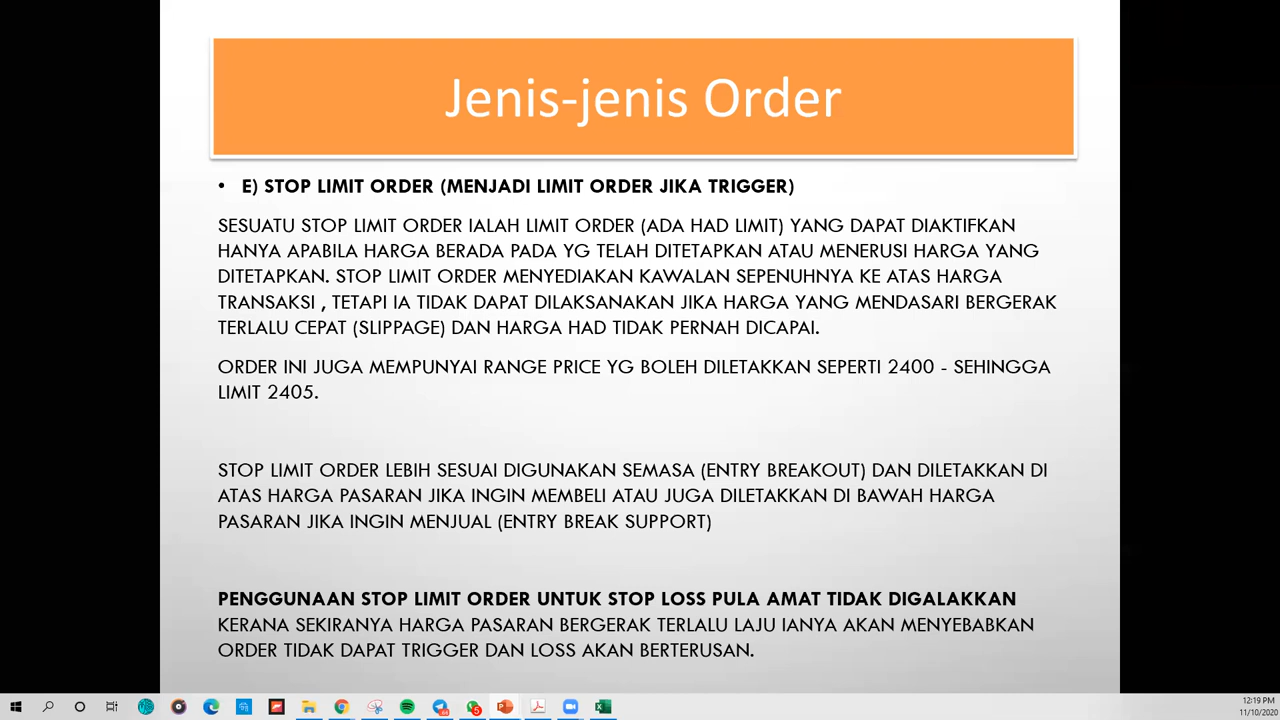 Jenis-jenis Order
• E) STOP LIMIT ORDER (MENJADI LIMIT ORDER JIKA TRIGGER)
SESUATU STOP LIMIT ORDER IALAH LIMIT ORDER (ADA HAD LIMIT) YANG DAPAT DIAKTIFKAN
HANYA APABILA HARGA BERADA PADA YG TELAH DITETAPKAN ATAU MENERUSI HARGA YANG
DITETAPKAN. STOP LIMIT ORDER MENYEDIAKAN KAWALAN SEPENUHNYA KE ATAS HARGA
TRANSAKSI , TETAPI IA TIDAK DAPAT DILAKSANAKAN JIKA HARGA YANG MENDASARI BERGERAK
TERLALU CEPAT (SLIPPAGE) DAN HARGA HAD TIDAK PERNAH DICAPAI.
ORDER INI JUGA MEMPUNYAI RANGE PRICE YG BOLEH DILETAKKAN SEPERTI 2400 - SEHINGGA
LIMIT 2405.
STOP LIMIT ORDER LEBIH SESUAI DIGUNAKAN SEMASA (ENTRY BREAKOUT) DAN DILETAKKAN DI
ATAS HARGA PASARAN JIKA INGIN MEMBELI ATAU JUGA DILETAKKAN DI BAWAH HARGA
PASARAN JIKA INGIN MENJUAL (ENTRY BREAK SUPPORT)
PENGGUNAAN STOP LIMIT ORDER UNTUK STOP LOSS PULA AMAT TIDAK DIGALAKKAN
KERANA SEKIRANYA HARGA PASARAN BERGERAK TERLALU LAJU IANYA AKAN MENYEBABKAN
ORDER TIDAK DAPAT TRIGGER DAN LOSS AKAN BERTERUSAN.
12:19 PM
11/10/2020